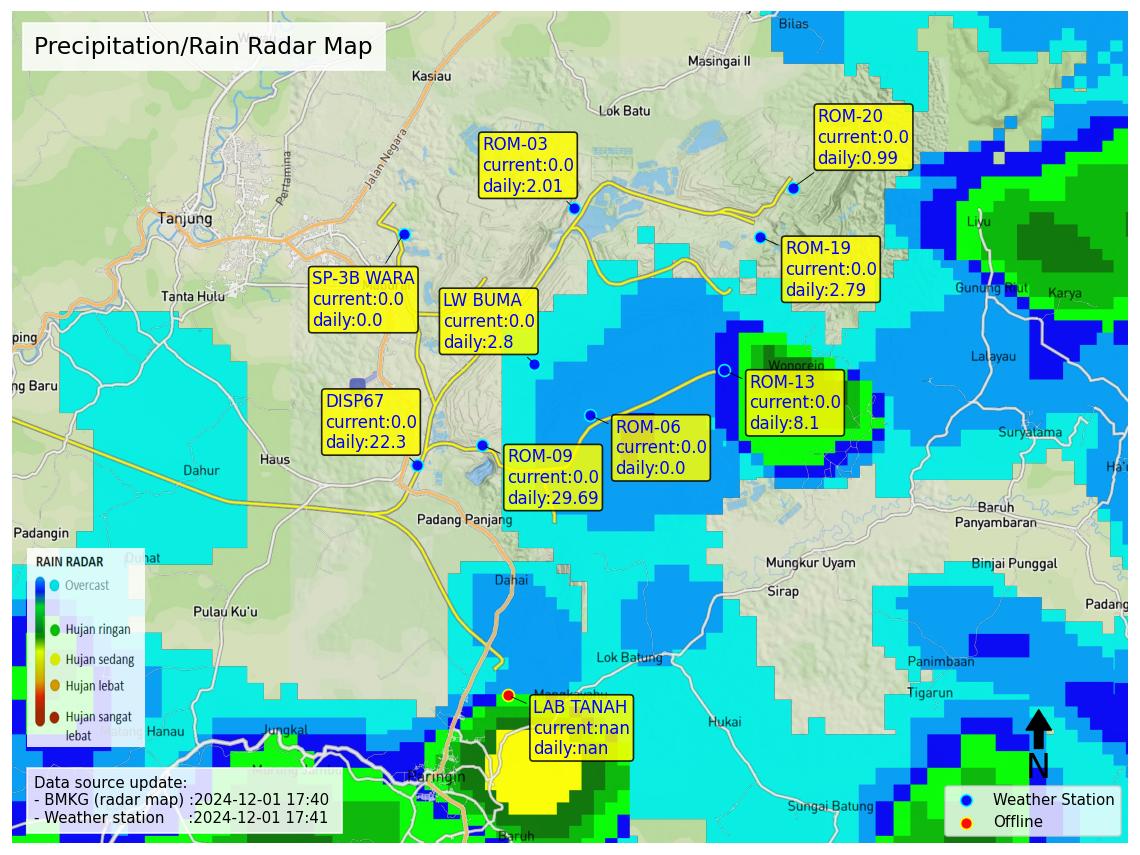 Precipitation/Rain Radar Map
Bilas
Masingai II
Kasiau
Lok Batu
Jalan Negara
Pertamina
Tanjung
ROM-20
current:0.0
daily:0.99
ROM-03
current:0.0
daily:2.01
Liyu
ROM-19
current:0.0
daily:2.79
SP-3B WARA
current:0.0
daily:0.0
Tanta Hulu
LW BUMA
current:0.0
daily:2.8
Gunung Riut
Karya
ping
Lalayau
ng Baru
Wonorejo
ROM-13
current:0.0
daily:8.1
DISP67
current:0.0
daily:22.3
ROM-06
current:0.0
daily:0.0
Suryatama
ROM-09
current:0.0
daily:29.69
Haus
Dahur
Ha'u
Baruh
Panyambaran
Padang Panjang
Padangin
Mungkur Uyam
Binjai Punggal
Dahai
Sirap
Padang
Pulau Ku'u
RAIN RADAR
Overcast
Hujan ringan
Hujan sedang
Hujan lebat
Hujan sangat
lebat
Lok Batung
Panimbaan
Tigarun
LAB TANAH
current:nan
daily:nan
Hukai
Jungkal
Paringin
Sungai Batung
Baruh
N
Data source update:
- BMKG (radar map) :2024-12-01 17:40
- Weather station :2024-12-01 17:41
Weather Station
Offline